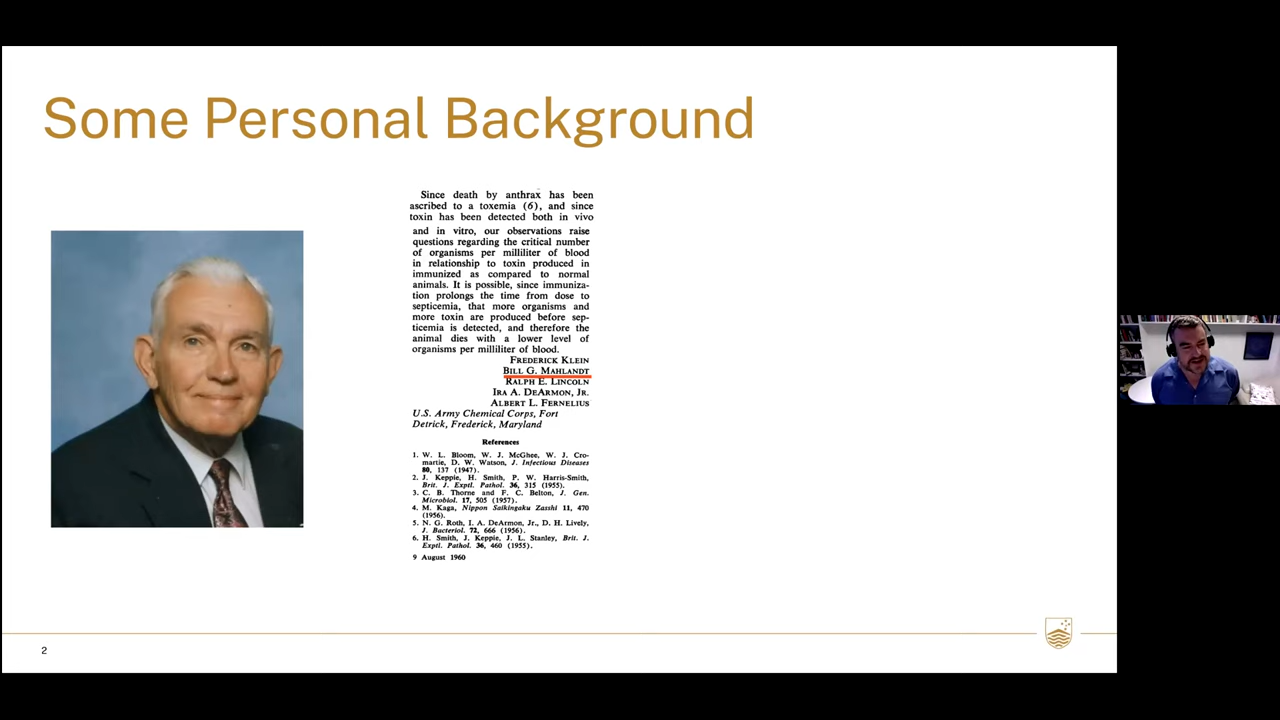 Some Personal Background
Since death by anthrax has been
ascribed to a toxemia (6), and since
toxin has been detected both in vivo
and in vitro, our observations raise
questions regarding the critical number
of organisms per milliliter of blood
in relationship to toxin produced in
immunized as compared to normal
animals. It is possible, since immuniza-
tion prolongs the time from dose to
septicemia, that more organisms and
more toxin are produced before sep-
ticemia is detected, and therefore the
animal dies with a lower level of
organisms per milliliter of blood.
FREDERICK KLEIN
BILL G. MAHLANDT
RALPH E. LINCOLN
IRA A. DEARMON, JR.
ALBERT L. FERNELIUS
U.S. Army Chemical Corps, Fort
Detrick, Frederick, Maryland
References
1. W. L. Bloom, W. J. McGhee, W. J. Cro-
martie, D. W. Watson, J. Infectious Diseases
80, 137 (1947).
2. J. Keppie, H. Smith, P. W. Harris-Smith,
Brit. J. Exptl. Pathol. 36, 315 (1955).
3. C. B. Thorne and F. C. Belton, J. Gen.
Microbiol. 17, 505 (1957).
4. M. Kaga, Nippon Saikingaku Zasshi 11, 470
(1956).
5. N. G. Roth, I. A. DeArmon, Jr., D. H. Lively,
J. Bacteriol. 72, 666 (1956).
6. H. Smith, J. Keppie, J. L. Stanley, Brit. J.
Exptl. Pathol. 36, 460 (1955).
9 August 1960
2